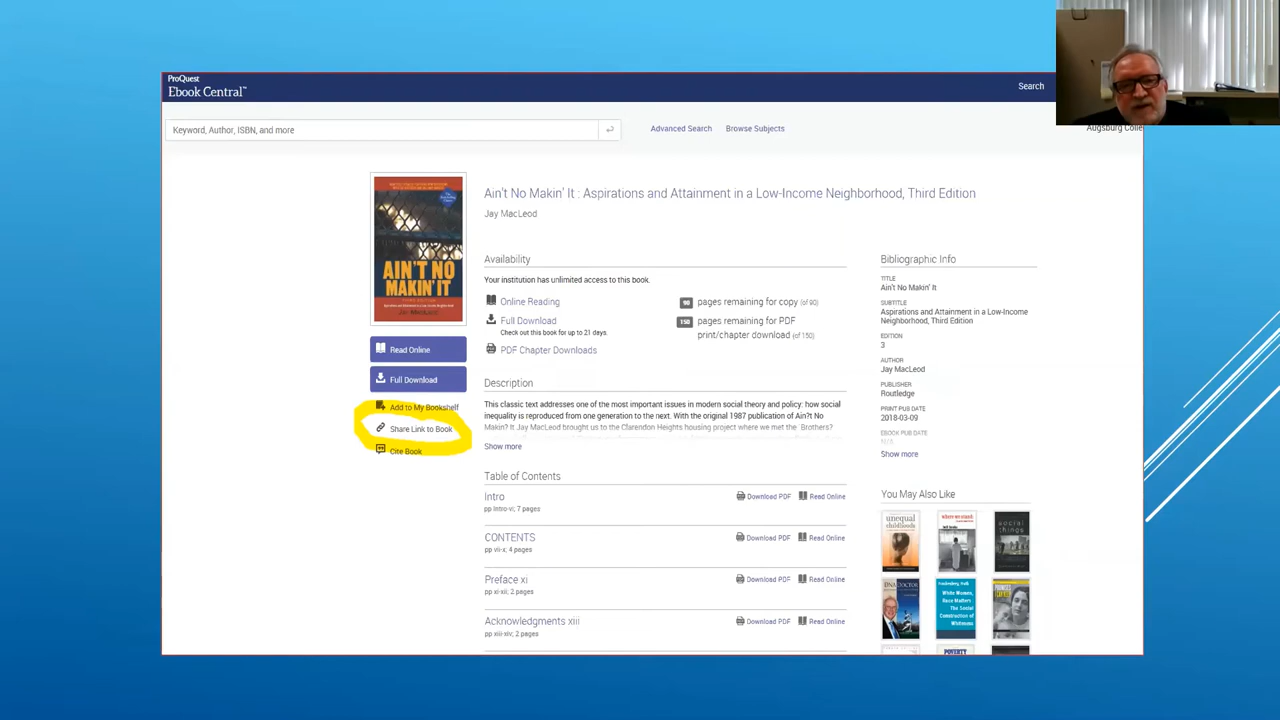 ProQuest
Ebook Central™
Search
Keyword, Author, ISBN, and more
Advanced Search
Browse Subjects
Augsburg Colle
AIN'T NO
MAKIN' IT
Ain't No Makin' It : Aspirations and Attainment in a Low-Income Neighborhood, Third Edition
Jay MacLeod
Read Online
Full Download
Add to My Bookshelf
Share Link to Book
Cite Book
Availability
Your institution has unlimited access to this book.
Online Reading
Full Download
Check out this book for up to 21 days.
PDF Chapter Downloads
90 pages remaining for copy (of 90)
150 pages remaining for PDF
print/chapter download (of 150)
Description
This classic text addresses one of the most important issues in modern social theory and policy: how social
inequality is reproduced from one generation to the next. With the original 1987 publication of Ain?t No
Makin? It Jay MacLeod brought us to the Clarendon Heights housing project where we met the 'Brothers?
Show more
Table of Contents
Intro
pp Intro-vi; 7 pages
Download PDF
Read Online
CONTENTS
pp vii-x; 4 pages
Download PDF
Read Online
Preface xi
pp xi-xii; 2 pages
Download PDF
Read Online
Acknowledgments xiii
pp xiii-xiv; 2 pages
Download PDF
Read Online
Bibliographic Info
TITLE
Ain't No Makin' It
SUBTITLE
Aspirations and Attainment in a Low-Income
Neighborhood, Third Edition
EDITION
3
AUTHOR
Jay MacLeod
PUBLISHER
Routledge
PRINT PUB DATE
2018-03-09
EBOOK PUB DATE
Show more
You May Also Like
unequal
childhoods
where we stand
social
things
DNA
DOCTOR
White Women,
Race Matters
The Social
Construction of
Whiteness
POVERTY